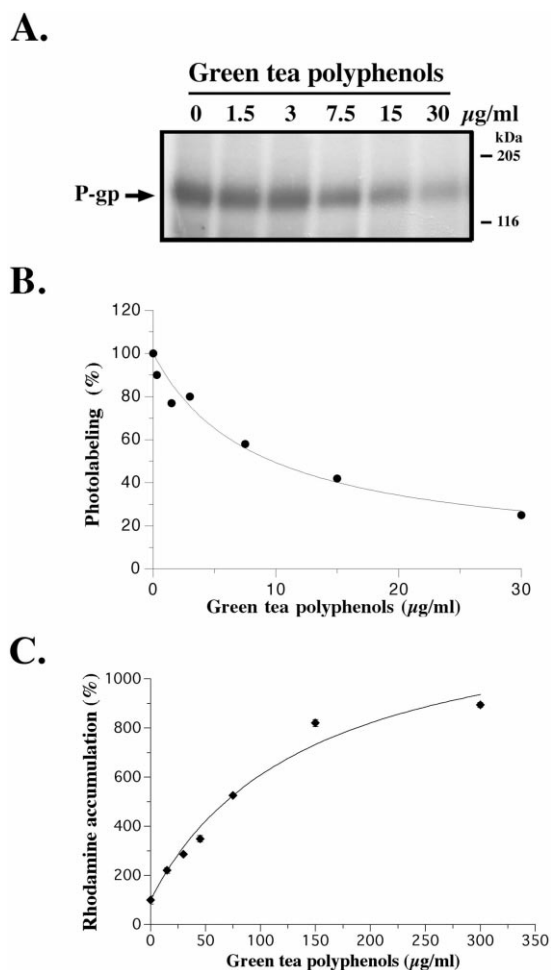 A.
Green tea polyphenols
0 1.5 3 7.5 15 30 µg/ml
kDa
205
P-gp
116
B.
120
100
80
60
40
20
0
Photolabeling (%)
0 10 20 30
Green tea polyphenols (µg/ml)
C.
1000
800
600
400
200
0
Rhodamine accumulation (%)
0 50 100 150 200 250 300 350
Green tea polyphenols (µg/ml)